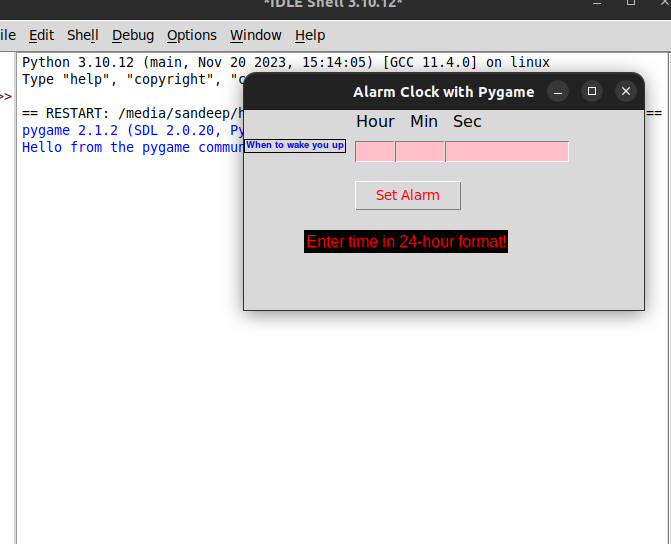 *IDLE Shell 3.10.12*
ile Edit Shell Debug Options Window Help
Python 3.10.12 (main, Nov 20 2023, 15:14:05) [GCC 11.4.0] on linux
Type "help", "copyright", "c
>>
== RESTART: /media/sandeep/h ==
pygame 2.1.2 (SDL 2.0.20, Py
Hello from the pygame commun
Alarm Clock with Pygame
Hour Min Sec
When to wake you up
Set Alarm
Enter time in 24-hour format!